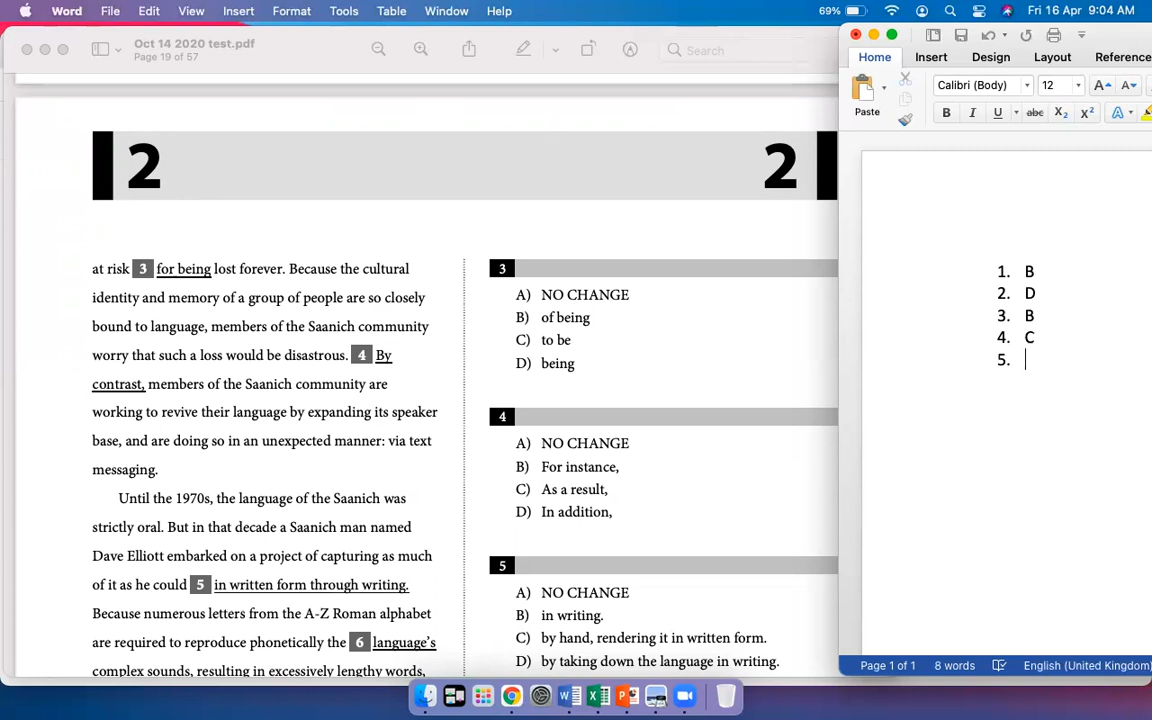 Word File Edit View Insert Format Tools Table Window Help 69% Fri 16 Apr 9:04 AM
Oct 14 2020 test.pdf
Page 19 of 57
Search
Home Insert Design Layout Reference
Paste
Calibri (Body) 12 A A
B I U abc X2 X2 A
2 2
at risk 3 for being lost forever. Because the cultural
identity and memory of a group of people are so closely
bound to language, members of the Saanich community
worry that such a loss would be disastrous. 4 By
contrast, members of the Saanich community are
working to revive their language by expanding its speaker
base, and are doing so in an unexpected manner: via text
messaging.
Until the 1970s, the language of the Saanich was
strictly oral. But in that decade a Saanich man named
Dave Elliott embarked on a project of capturing as much
of it as he could 5 in written form through writing.
Because numerous letters from the A-Z Roman alphabet
are required to reproduce phonetically the 6 language's
complex sounds, resulting in excessively lengthy words,
3
A) NO CHANGE
B) of being
C) to be
D) being
4
A) NO CHANGE
B) For instance,
C) As a result,
D) In addition,
5
A) NO CHANGE
B) in writing.
C) by hand, rendering it in written form.
D) by taking down the language in writing.
1. B
2. D
3. B
4. C
5.
Page 1 of 1 8 words English (United Kingdom)